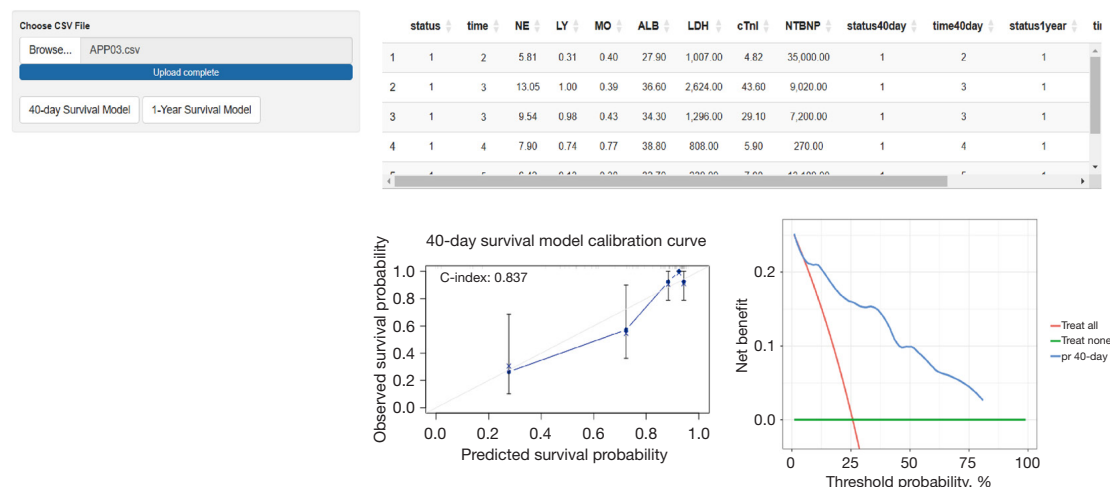 Choose CSV File
Browse... APP03.csv
Upload complete
40-day Survival Model 1-Year Survival Model
status time NE LY MO ALB LDH cTnI NTBNP status40day time40day status1year
1 1 2 5.81 0.31 0.40 27.90 1,007.00 4.82 35,000.00 1 2 1
2 1 3 13.05 1.00 0.39 36.60 2,624.00 43.60 9,020.00 1 3 1
3 1 3 9.54 0.98 0.43 34.30 1,296.00 29.10 7,200.00 1 3 1
4 1 4 7.90 0.74 0.77 38.80 808.00 5.90 270.00 1 4 1
40-day survival model calibration curve
C-index: 0.837
Observed survival probability
1.0
0.8
0.6
0.4
0.2
0.0
0.0 0.2 0.4 0.6 0.8 1.0
Predicted survival probability
Net benefit
0.2
0.1
0.0
0 25 50 75 100
Threshold probability, %
Treat all
Treat none
pr 40-day